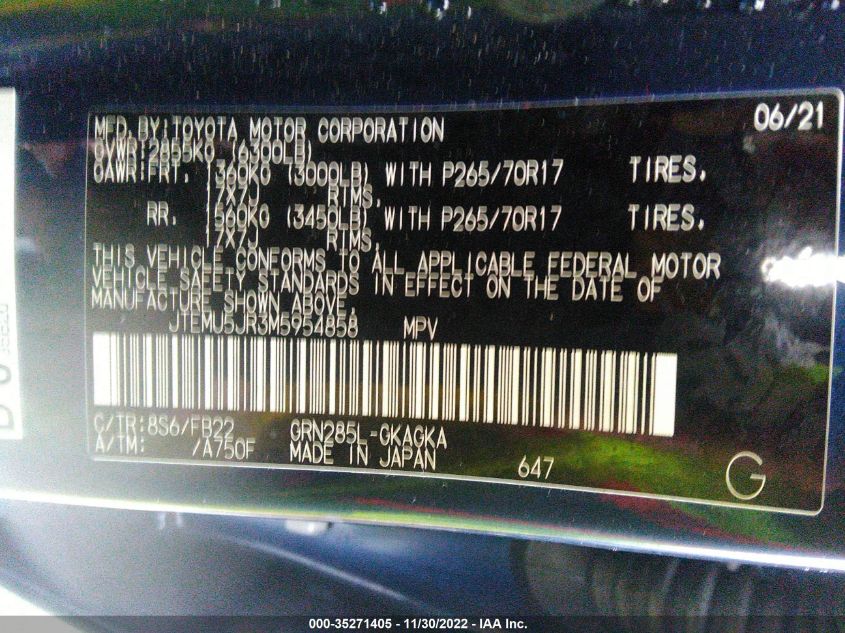 MFD. BY: TOYOTA MOTOR CORPORATION 06/21
GVWR: 2855KG (6300LB)
GAWR: FRT. 1360KG (3000LB) WITH P265/70R17 TIRES,
17X7J RIMS,
RR. 1560KG (3450LB) WITH P265/70R17 TIRES,
17X7J RIMS,
THIS VEHICLE CONFORMS TO ALL APPLICABLE FEDERAL MOTOR
VEHICLE SAFETY STANDARDS IN EFFECT ON THE DATE OF
MANUFACTURE SHOWN ABOVE.
JTEMU5JR3M5954858 MPV
C/TR: 8S6/FB22 GRN285L-GKAGKA
A/TM: /A750F MADE IN JAPAN 647
G
000-35271405 - 11/30/2022 - IAA Inc.